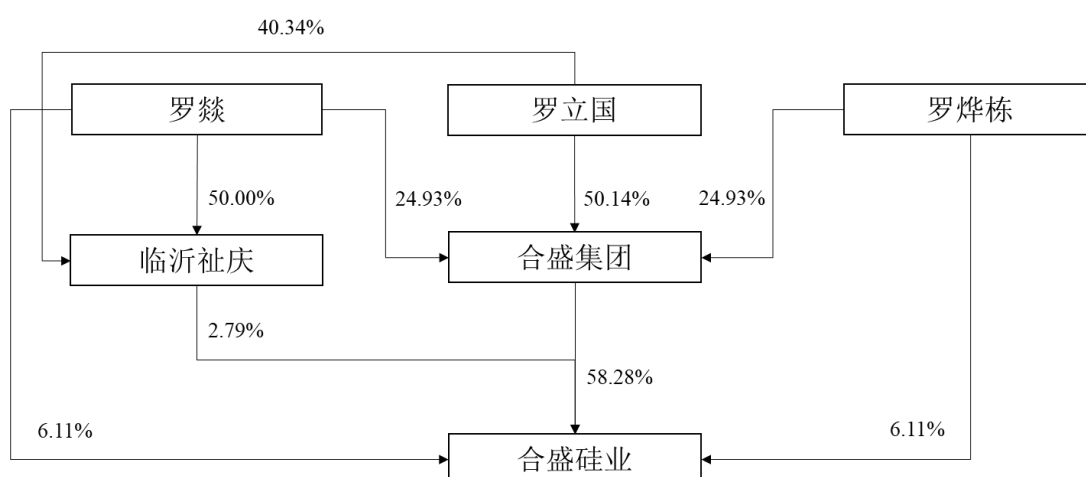 40.34%
罗燚
罗立国
罗烨栋
50.00%
24.93%
50.14%
24.93%
临沂祉庆
合盛集团
2.79%
58.28%
6.11%
6.11%
合盛硅业